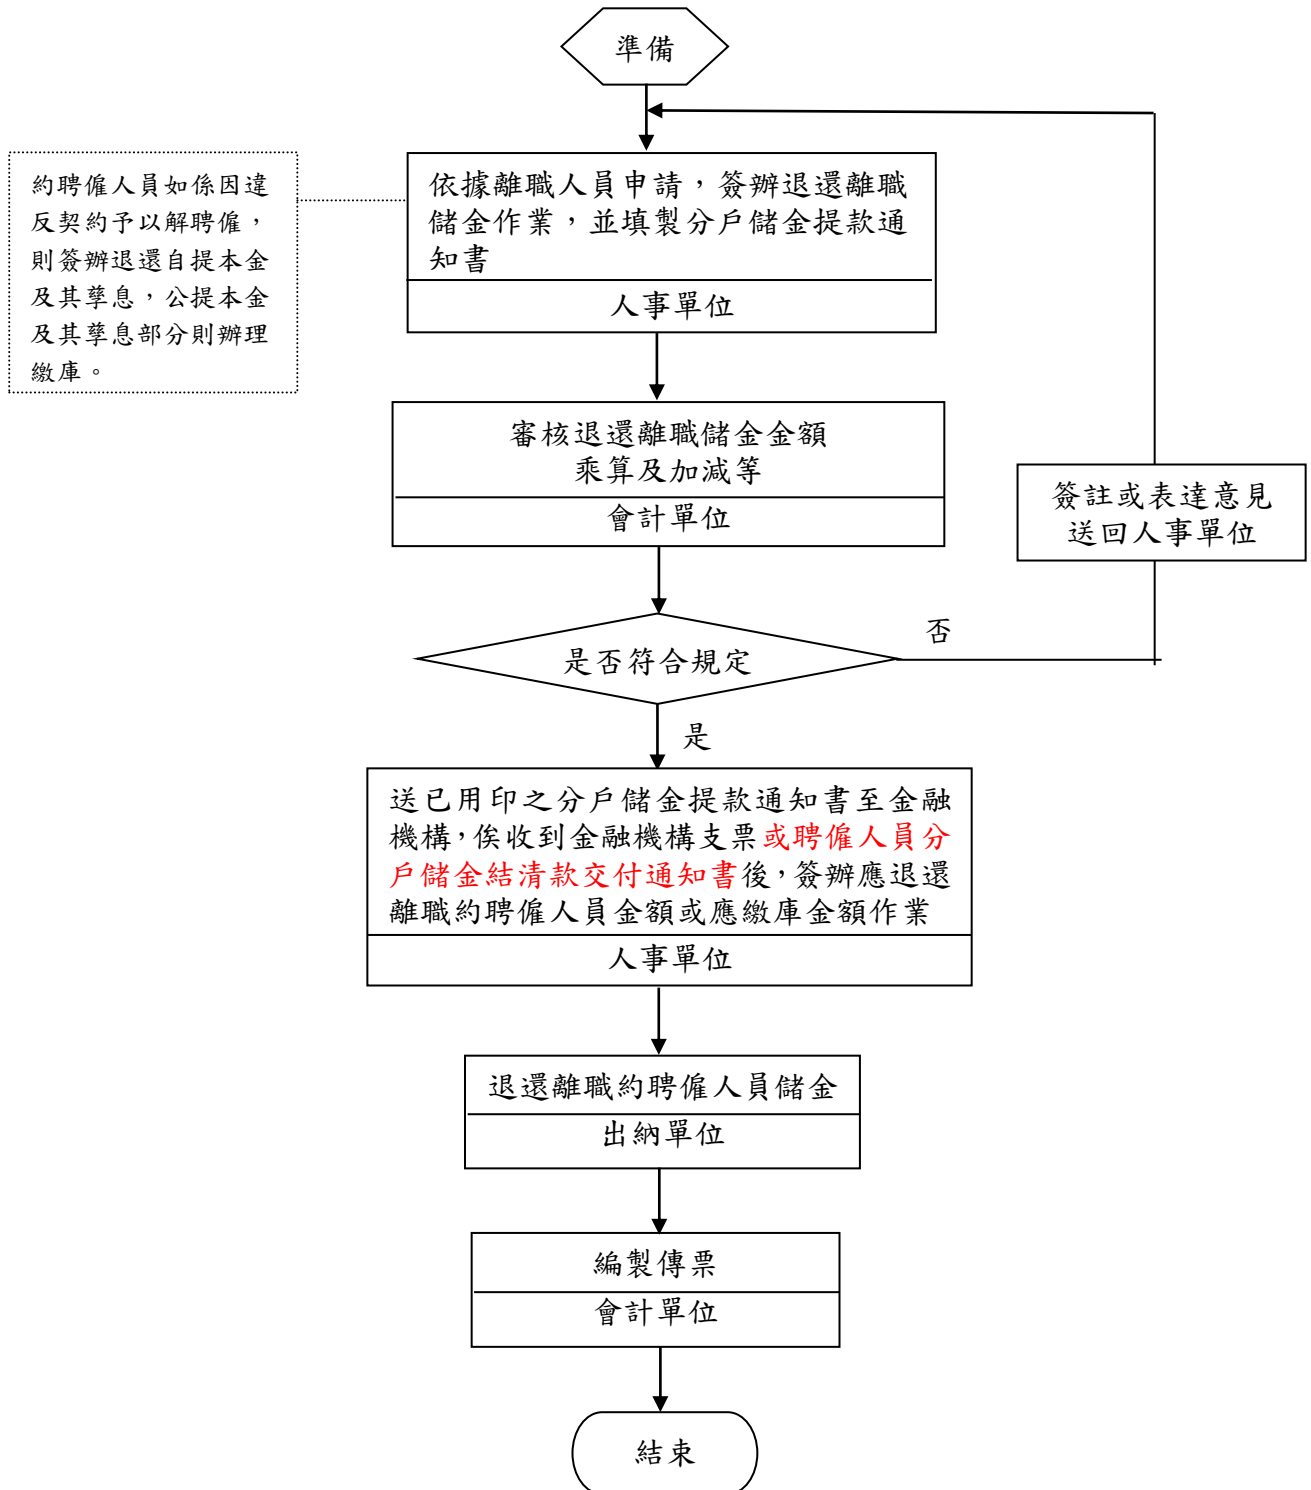 準備
依據離職人員申請，簽辦退還離職
儲金作業，並填製分戶儲金提款通
知書
人事單位
約聘僱人員如係因違
反契約予以解聘僱，
則簽辦退還自提本金
及其孳息，公提本金
及其孳息部分則辦理
繳庫。
審核退還離職儲金金額
乘算及加減等
會計單位
簽註或表達意見
送回人事單位
是否符合規定
否
是
送已用印之分戶儲金提款通知書至金融
機構，俟收到金融機構支票或聘僱人員分
戶儲金結清款交付通知書後，簽辦應退還
離職約聘僱人員金額或應繳庫金額作業
人事單位
退還離職約聘僱人員儲金
出納單位
編製傳票
會計單位
結束